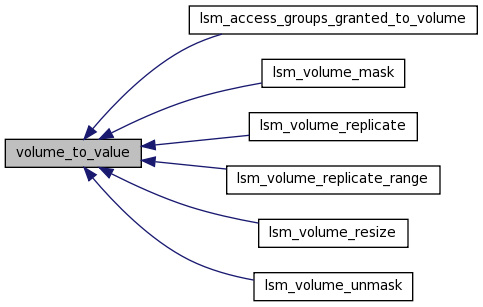 lsm_access_groups_granted_to_volume
lsm_volume_mask
lsm_volume_replicate
volume_to_value
lsm_volume_replicate_range
lsm_volume_resize
lsm_volume_unmask